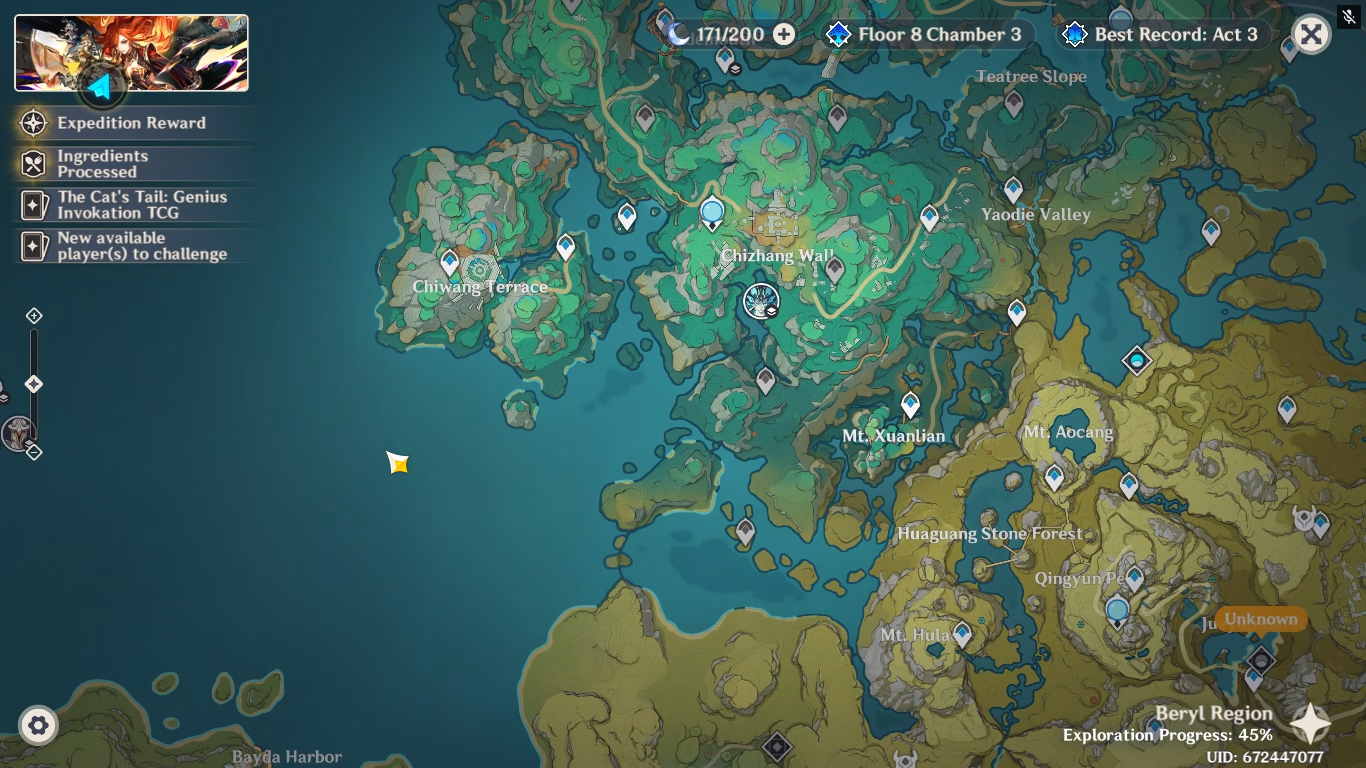 171/200
Floor 8 Chamber 3
Best Record: Act 3
Teatree Slope
Expedition Reward
Ingredients
Processed
The Cat's Tail: Genius
Invokation TCG
New available
player(s) to challenge
Yaodie Valley
Chizhang Wall
Chiwang Terrace
Mt. Xuanlian
Mt. Aocang
Huaguang Stone Forest
Qingyun Pe
Unknown
Mt. Hula
Beryl Region
Exploration Progress: 45%
Bayda Harbor
UID: 672447077